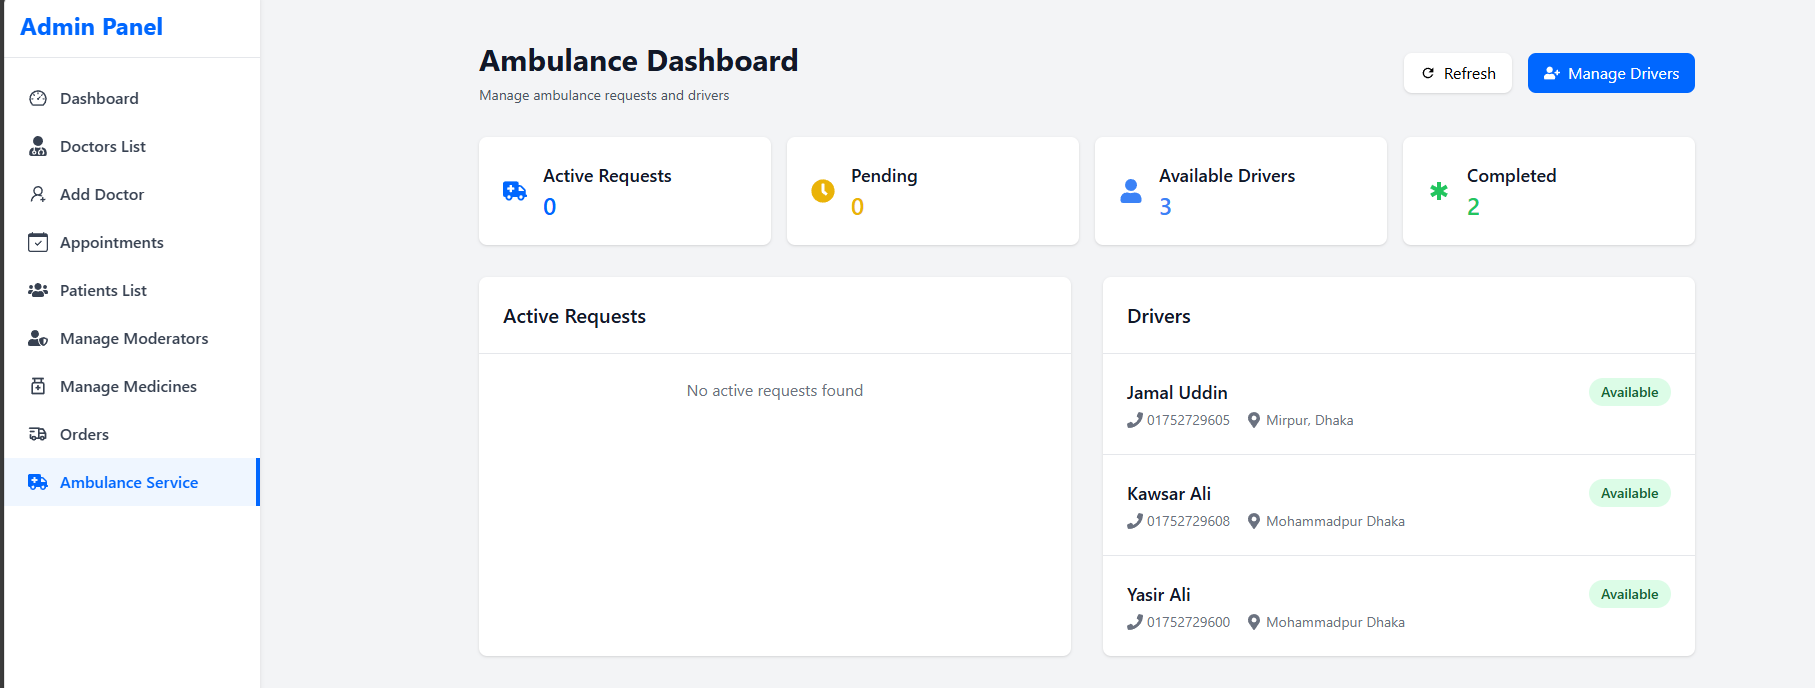 Admin Panel
Dashboard
Doctors List
Add Doctor
Appointments
Patients List
Manage Moderators
Manage Medicines
Orders
Ambulance Service
Ambulance Dashboard
Manage ambulance requests and drivers
Refresh
Manage Drivers
Active Requests
0
Pending
0
Available Drivers
3
Completed
2
Active Requests
No active requests found
Drivers
Jamal Uddin
Available
01752729605 Mirpur, Dhaka
Kawsar Ali
Available
01752729608 Mohammadpur Dhaka
Yasir Ali
Available
01752729600 Mohammadpur Dhaka